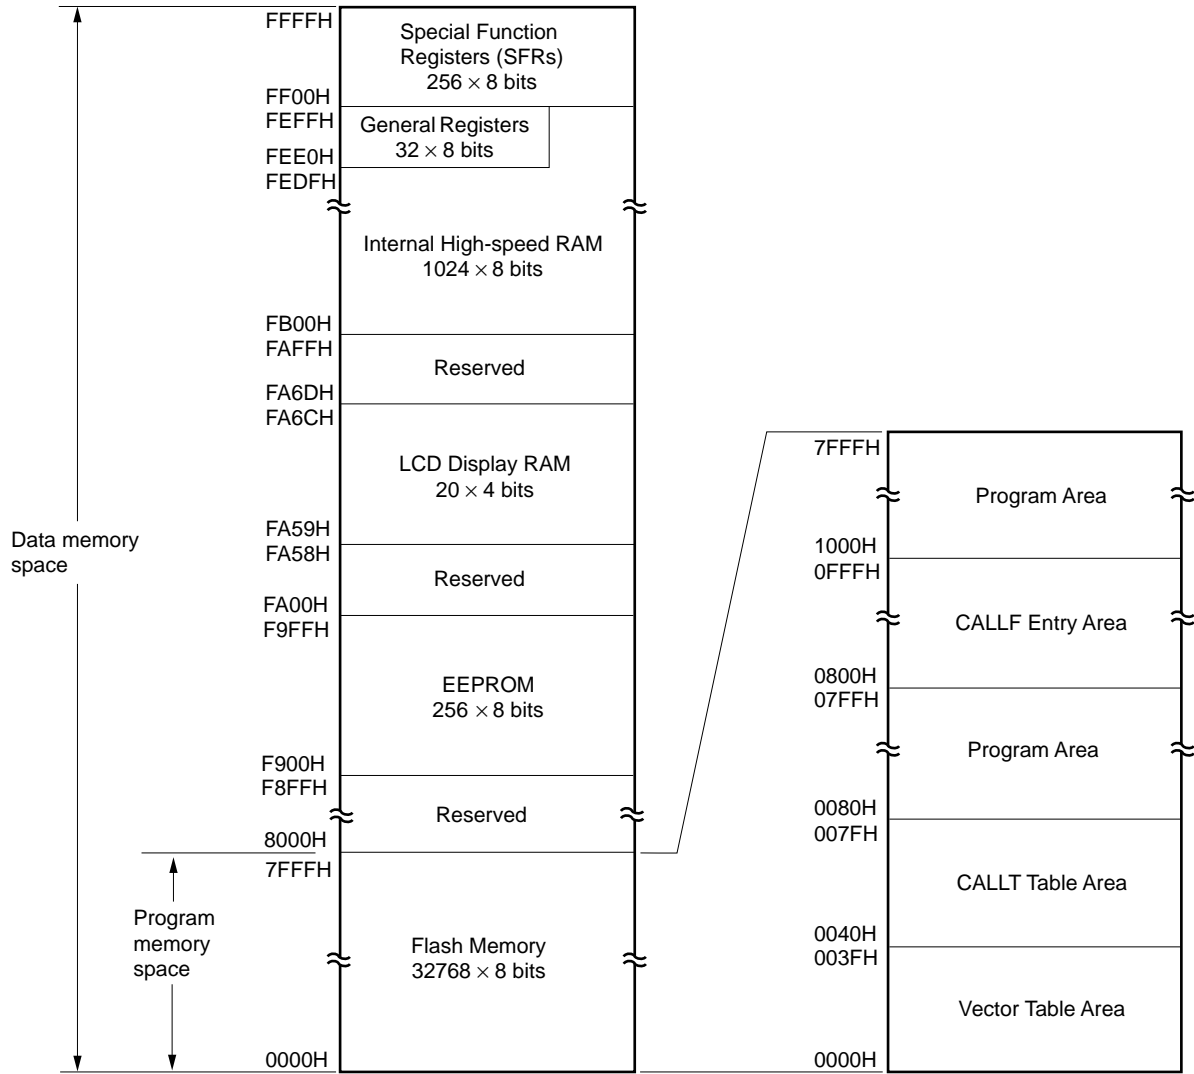 FFFFH
Special Function
Registers (SFRs)
256 × 8 bits
FF00H
FEFFH
General Registers
32 × 8 bits
FEE0H
FEDFH
Internal High-speed RAM
1024 × 8 bits
FB00H
FAFFH
Reserved
FA6DH
FA6CH
LCD Display RAM
20 × 4 bits
FA59H
FA58H
Reserved
FA00H
F9FFH
EEPROM
256 × 8 bits
F900H
F8FFH
Reserved
8000H
7FFFH
Flash Memory
32768 × 8 bits
0000H
Data memory
space
Program
memory
space
7FFFH
Program Area
1000H
0FFFH
CALLF Entry Area
0800H
07FFH
Program Area
0080H
007FH
CALLT Table Area
0040H
003FH
Vector Table Area
0000H